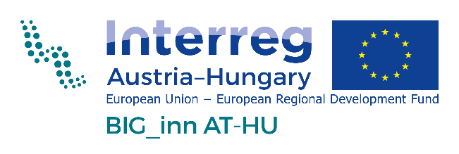 Interreg
Austria–Hungary
European Union – European Regional Development Fund
BIG_inn AT-HU